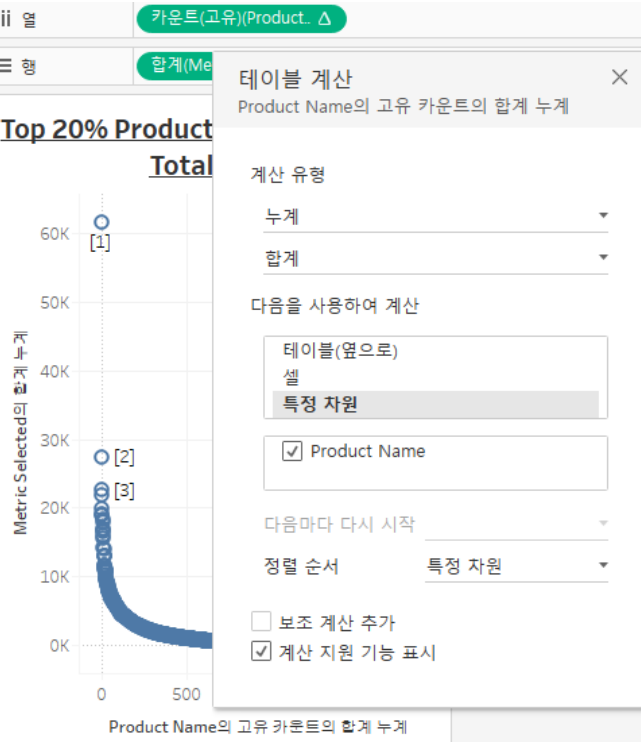 열
카운트(고유)(Product.. Δ
행
합계(Me
Top 20% Product
Total
테이블 계산
Product Name의 고유 카운트의 합계 누계
계산 유형
누계
합계
다음을 사용하여 계산
테이블(옆으로)
셀
특정 차원
Product Name
다음마다 다시 시작
정렬 순서
특정 차원
보조 계산 추가
계산 지원 기능 표시
Metric Selected의 합계 누계
60K
50K
40K
30K
20K
10K
0K
[1]
[2]
[3]
0
500
Product Name의 고유 카운트의 합계 누계